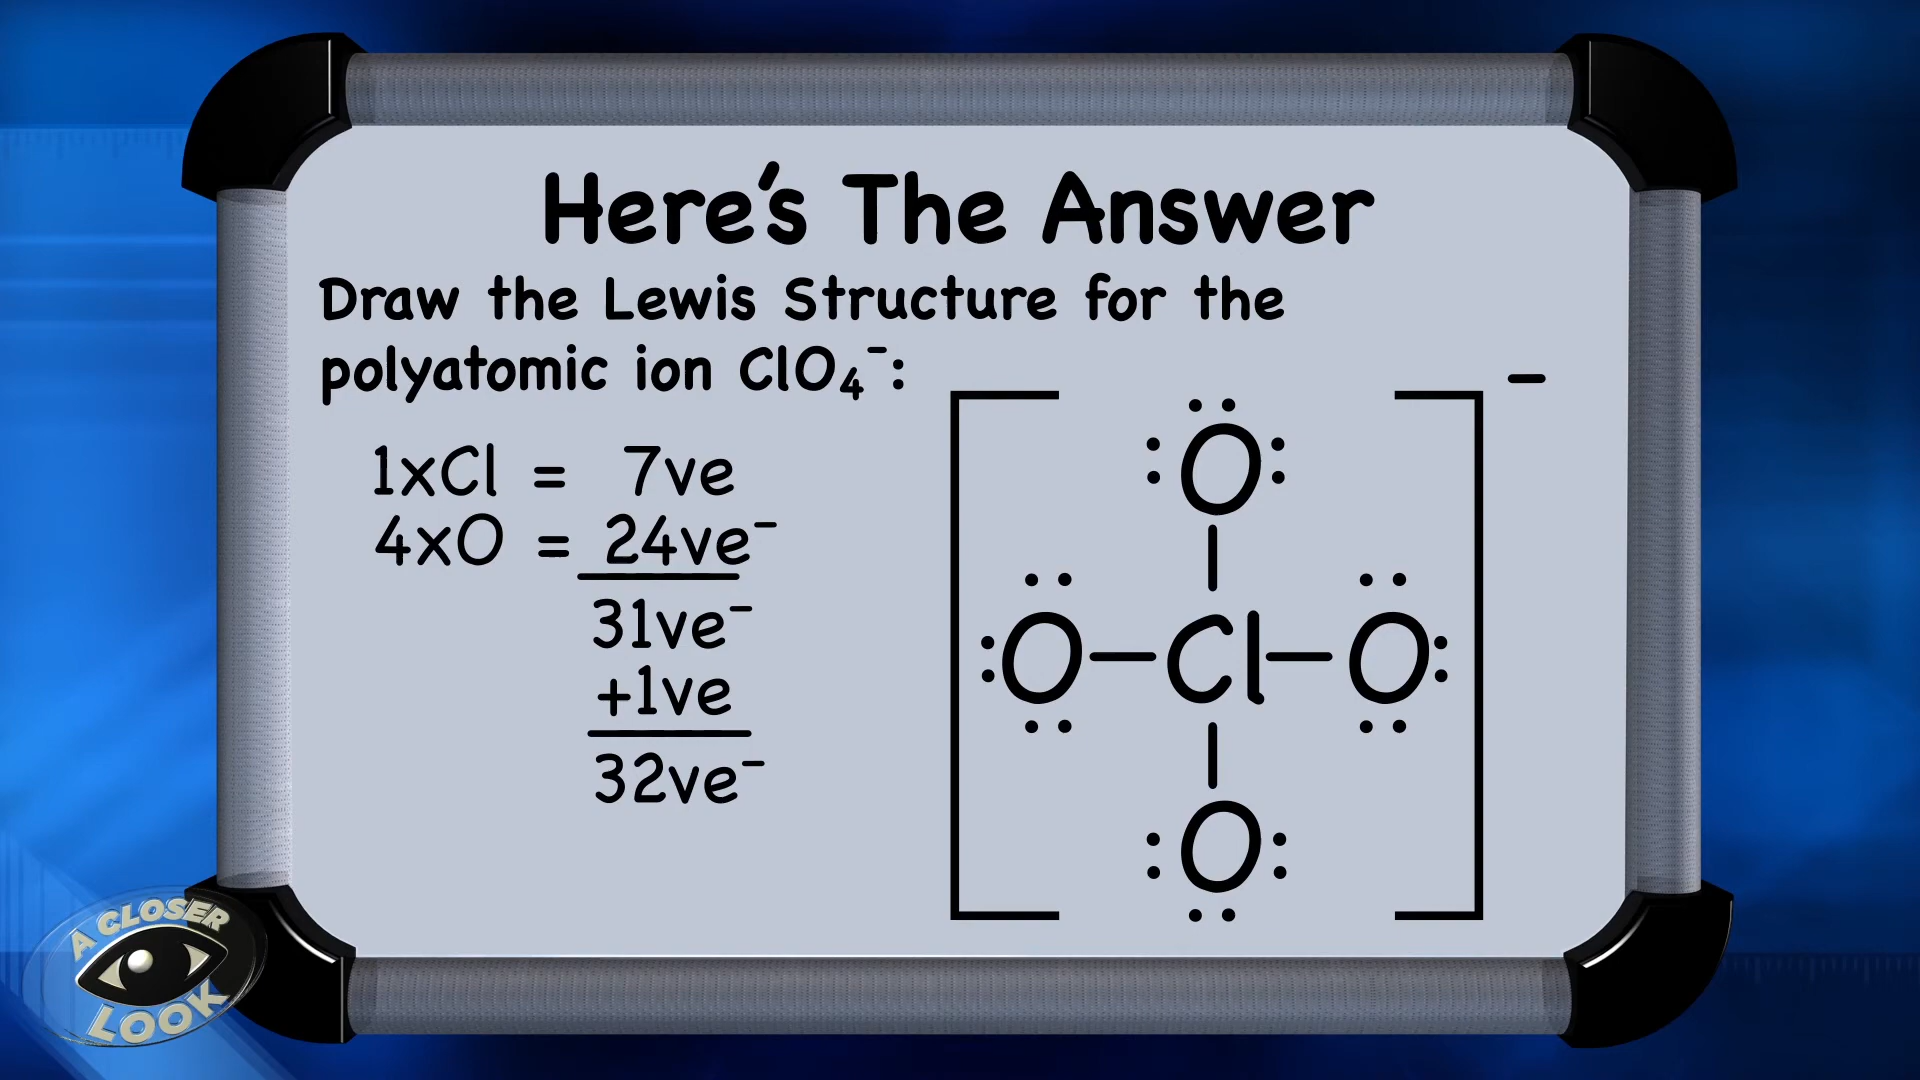 Here's The Answer
Draw the Lewis Structure for the
polyatomic ion ClO₄⁻:
1xCl = 7ve
4xO = 24ve⁻
31ve⁻
+1ve
32ve⁻
−
O
O—Cl—O
O
A CLOSER
LOOK